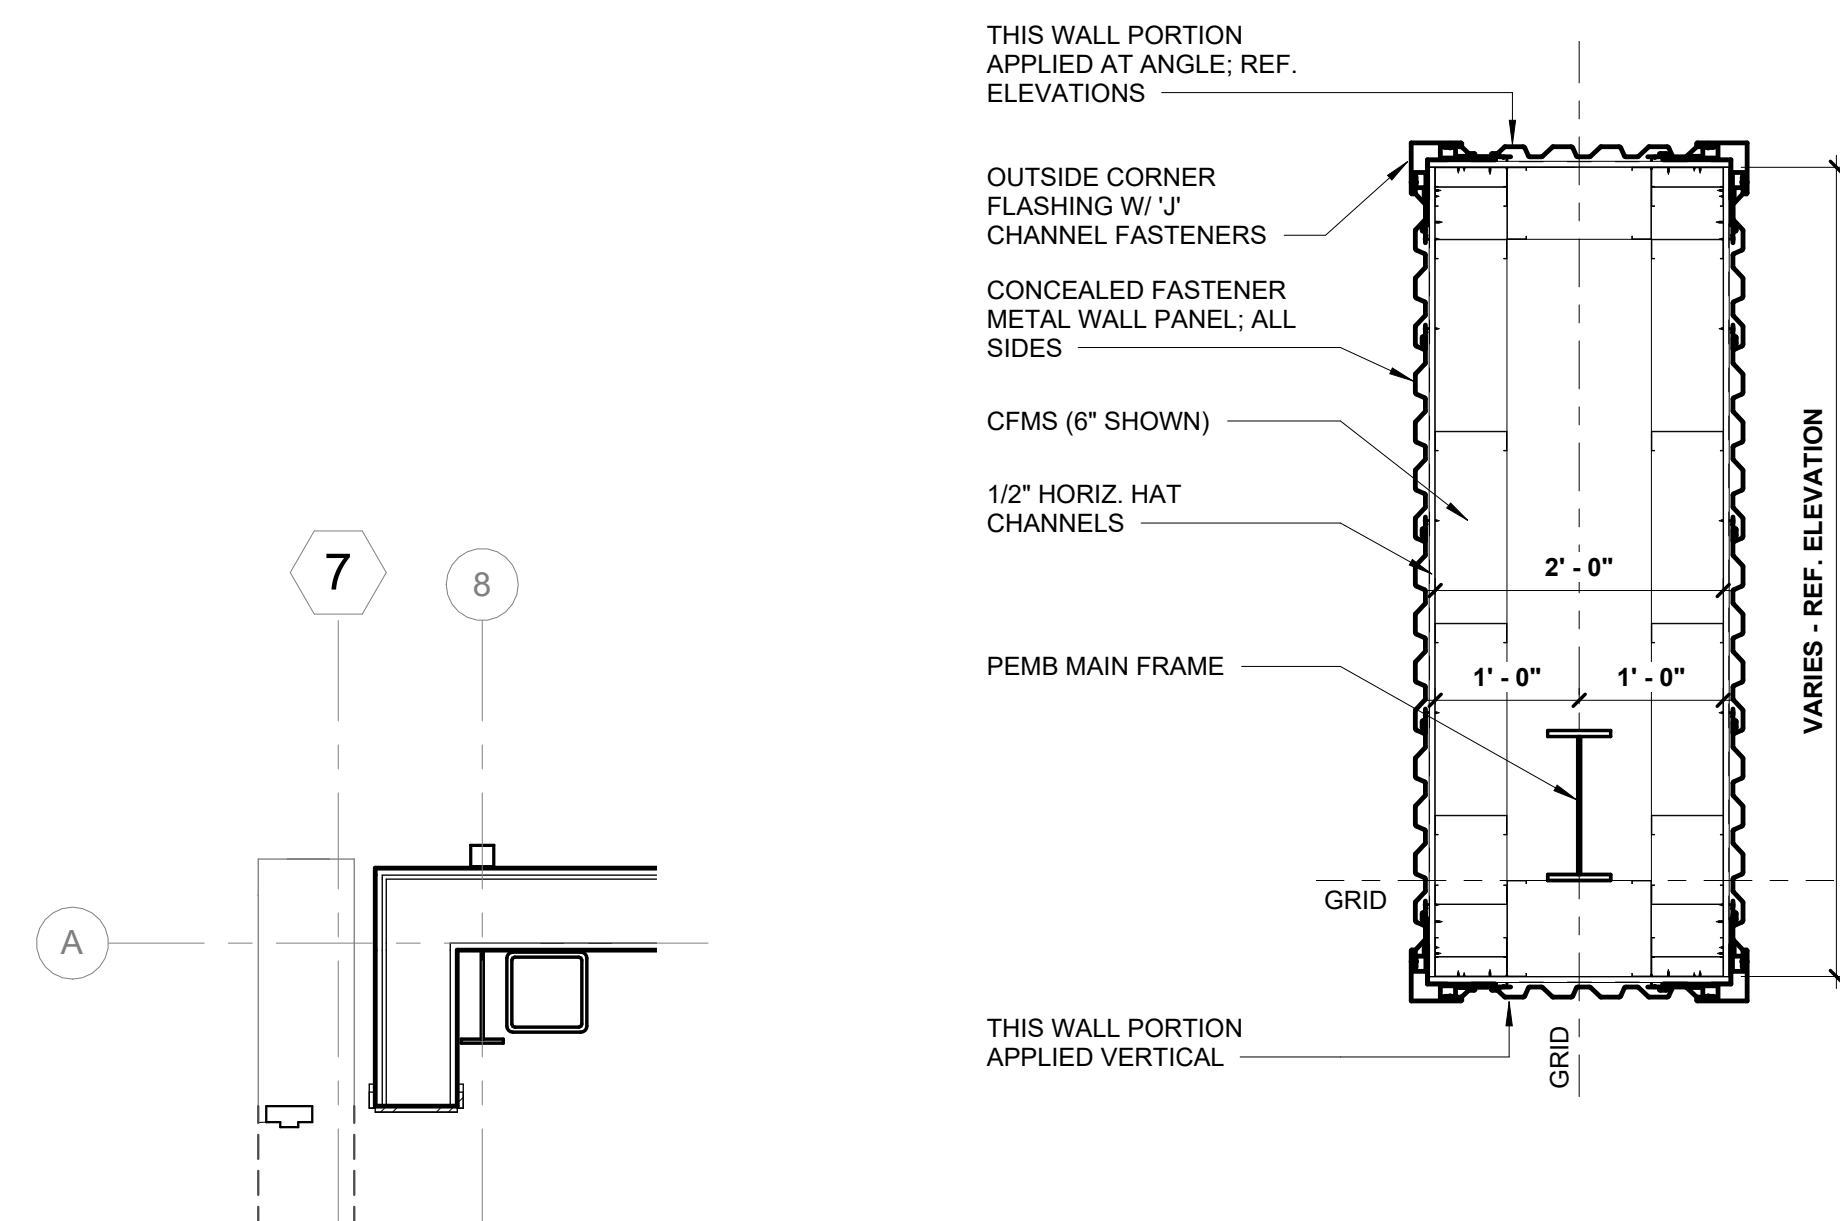 THIS WALL PORTION
APPLIED AT ANGLE; REF.
ELEVATIONS
OUTSIDE CORNER
FLASHING W/ 'J'
CHANNEL FASTENERS
CONCEALED FASTENER
METAL WALL PANEL; ALL
SIDES
CFMS (6" SHOWN)
1/2" HORIZ. HAT
CHANNELS
PEMB MAIN FRAME
THIS WALL PORTION
APPLIED VERTICAL
2' - 0"
1' - 0"
1' - 0"
VARIES - REF. ELEVATION
GRID
GRID
7
8
A